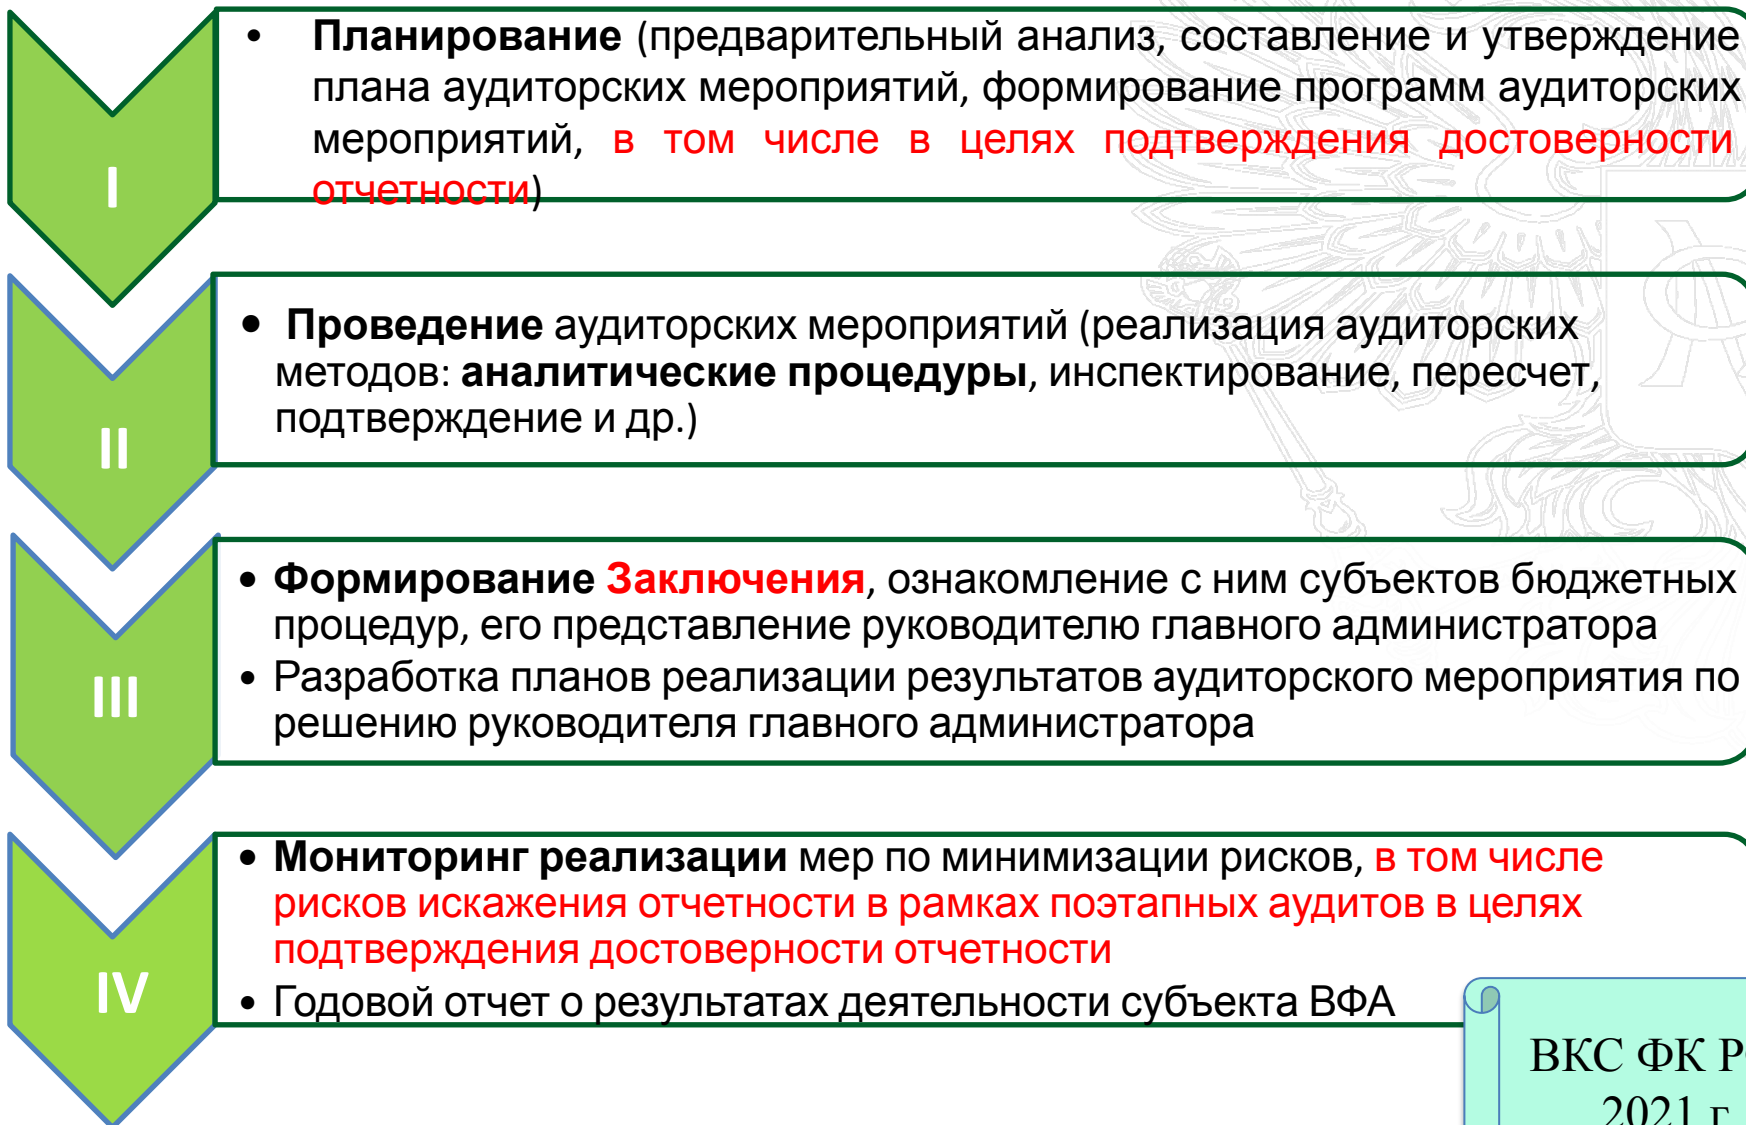 I
• Планирование (предварительный анализ, составление и утверждение
плана аудиторских мероприятий, формирование программ аудиторских
мероприятий, в том числе в целях подтверждения достоверности
отчетности)
II
• Проведение аудиторских мероприятий (реализация аудиторских
методов: аналитические процедуры, инспектирование, пересчет,
подтверждение и др.)
III
• Формирование Заключения, ознакомление с ним субъектов бюджетных
процедур, его представление руководителю главного администратора
• Разработка планов реализации результатов аудиторского мероприятия по
решению руководителя главного администратора
IV
• Мониторинг реализации мер по минимизации рисков, в том числе
рисков искажения отчетности в рамках поэтапных аудитов в целях
подтверждения достоверности отчетности
• Годовой отчет о результатах деятельности субъекта ВФА
ВКС ФК
2021 г